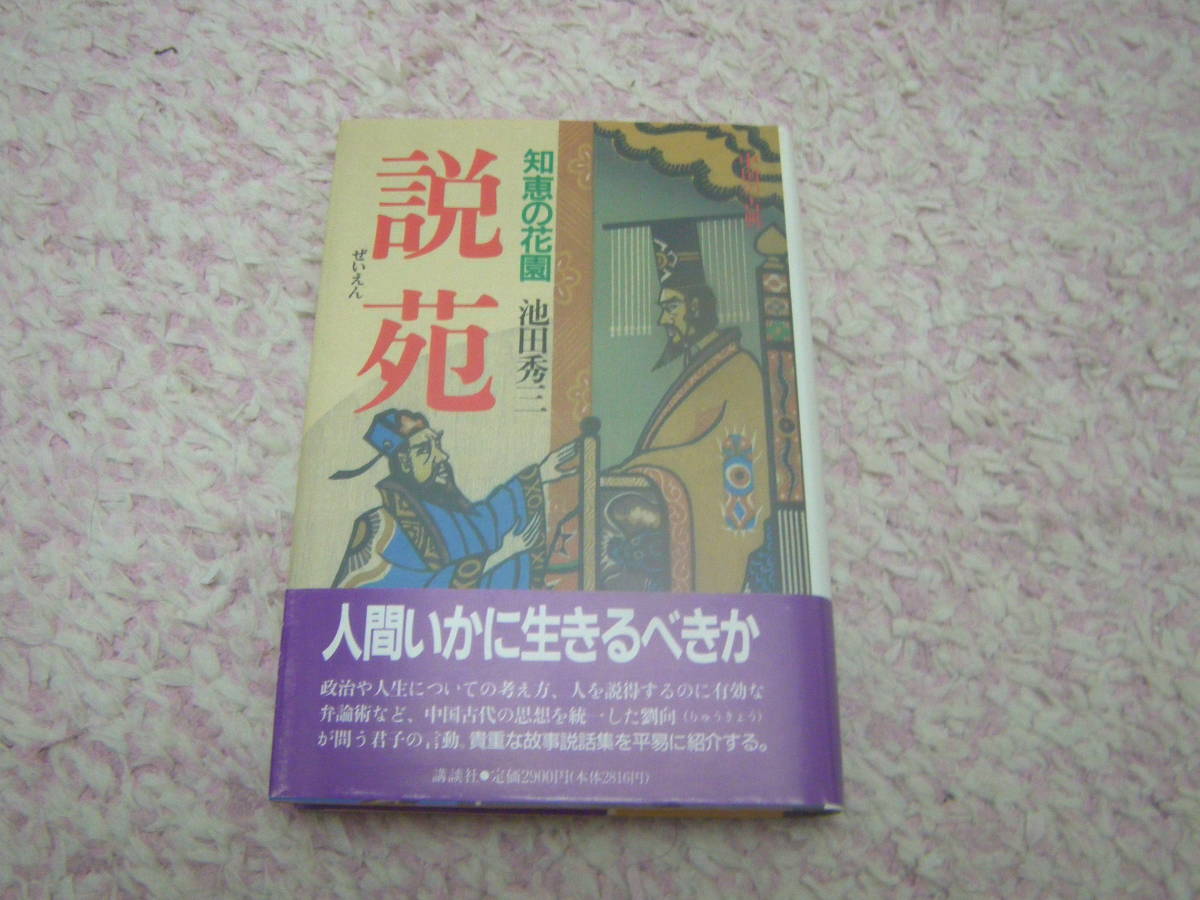 知恵の花園
説苑
ぜいえん
池田秀三
人間いかに生きるべきか
政治や人生についての考え方、人を説得するのに有効な
弁論術など、中国古代の思想を統一した劉向(りゅうきょう)
が問う君子の言動。貴重な故事説話集を平易に紹介する。
講談社●定価2900円(本体2816円)